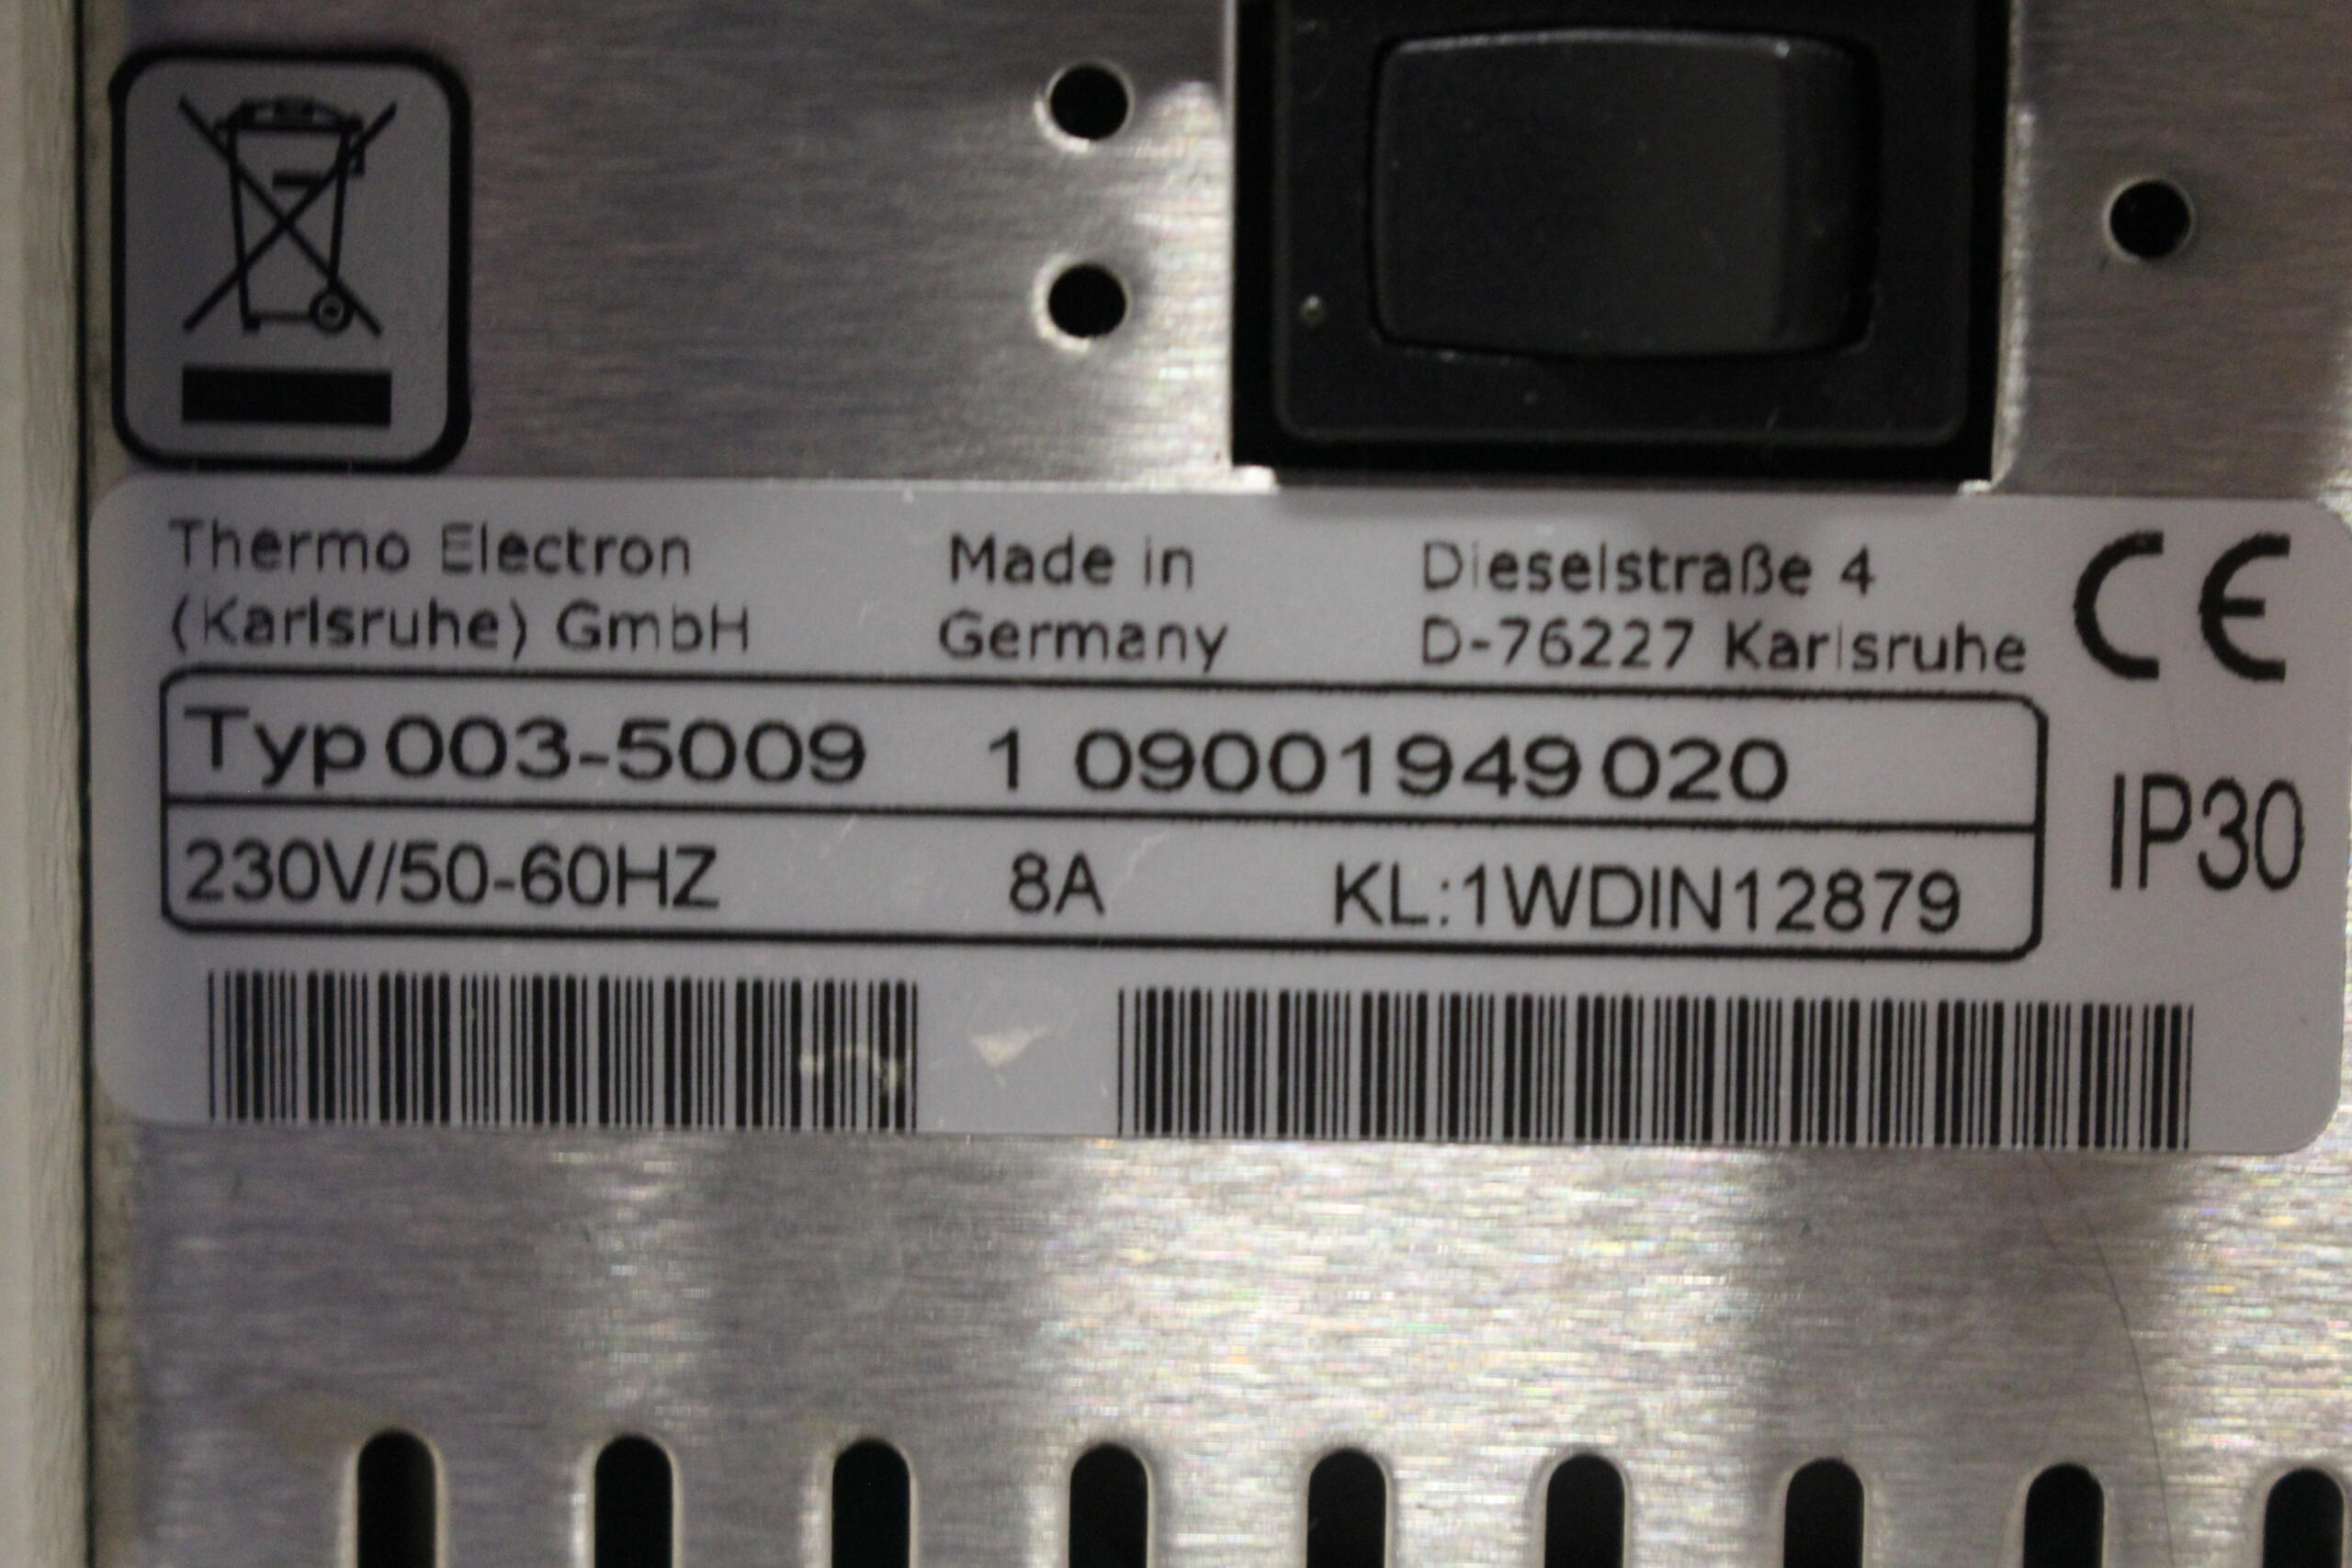 Thermo Electron
(Karlsruhe) GmbH
Made in
Germany
Dieselstraße 4
D-76227 Karlsruhe
CE
Typ 003-5009 1 09001949 020
IP30
230V/50-60HZ 8A KL:1WDIN12879